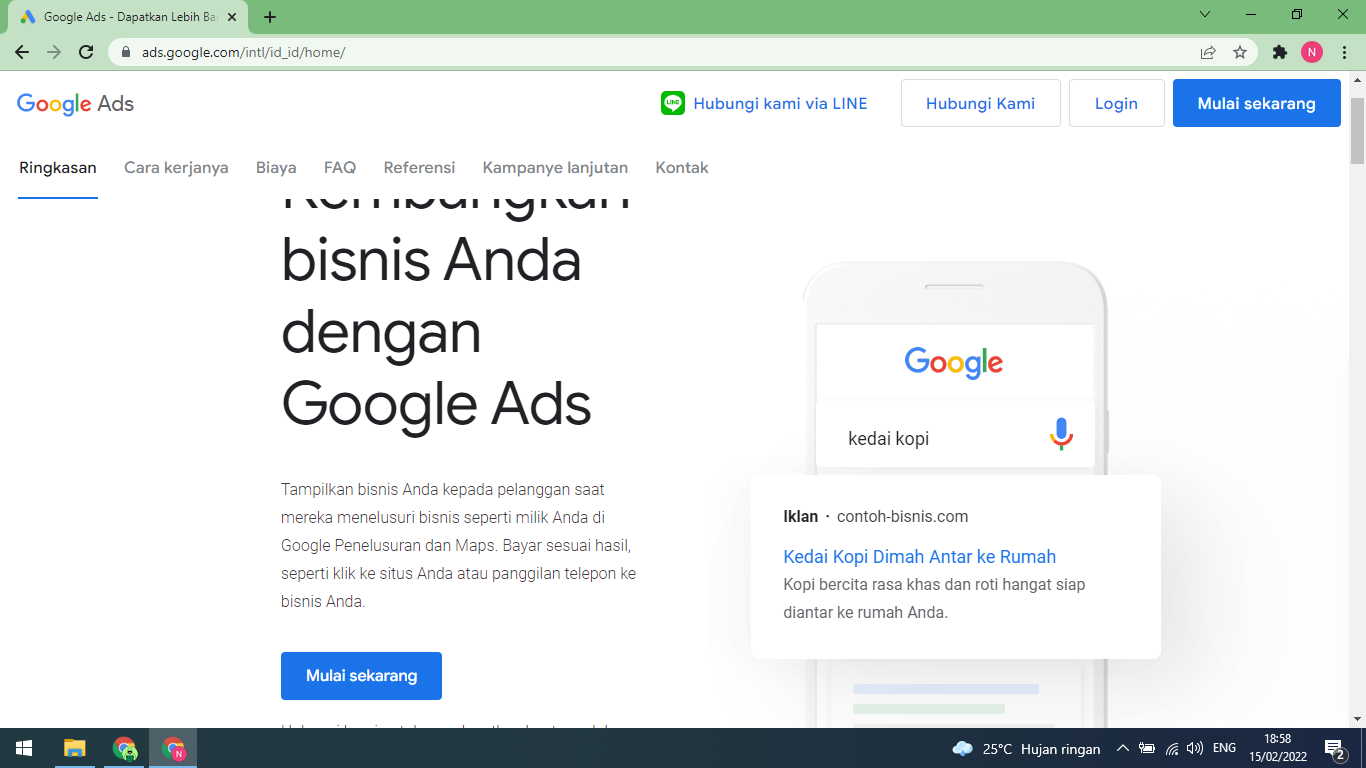 Google Ads - Dapatkan Lebih Ba
ads.google.com/intl/id_id/home/
N
Google Ads
LINE
Hubungi kami via LINE
Hubungi Kami
Login
Mulai sekarang
Ringkasan
Cara kerjanya
Biaya
FAQ
Referensi
Kampanye lanjutan
Kontak
Kembangkan
bisnis Anda
dengan
Google Ads
Tampilkan bisnis Anda kepada pelanggan saat
mereka menelusuri bisnis seperti milik Anda di
Google Penelusuran dan Maps. Bayar sesuai hasil,
seperti klik ke situs Anda atau panggilan telepon ke
bisnis Anda.
Mulai sekarang
Google
kedai kopi
Iklan · contoh-bisnis.com
Kedai Kopi Dimah Antar ke Rumah
Kopi bercita rasa khas dan roti hangat siap
diantar ke rumah Anda.
N
25°C Hujan ringan
ENG
18:58
15/02/2022
2